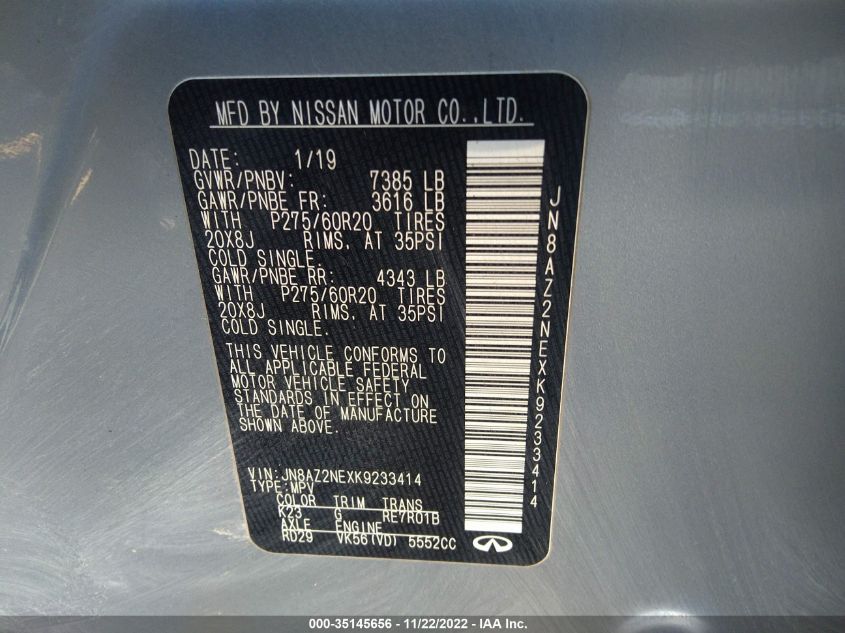 MFD BY NISSAN MOTOR CO.,LTD.
DATE: 1/19
GVWR/PNBV: 7385 LB
GAWR/PNBE FR: 3616 LB
WITH P275/60R20 TIRES
20X8J RIMS, AT 35PSI
COLD SINGLE.
GAWR/PNBE RR: 4343 LB
WITH P275/60R20 TIRES
20X8J RIMS, AT 35PSI
COLD SINGLE.
THIS VEHICLE CONFORMS TO
ALL APPLICABLE FEDERAL
MOTOR VEHICLE SAFETY
STANDARDS IN EFFECT ON
THE DATE OF MANUFACTURE
SHOWN ABOVE.
VIN:JN8AZ2NEXK9233414
TYPE:MPV
COLOR TRIM TRANS
K23 G RE7R01B
AXLE ENGINE
RD29 VK56(VD) 5552CC
JN8AZ2NEXK9233414
000-35145656 - 11/22/2022 - IAA Inc.